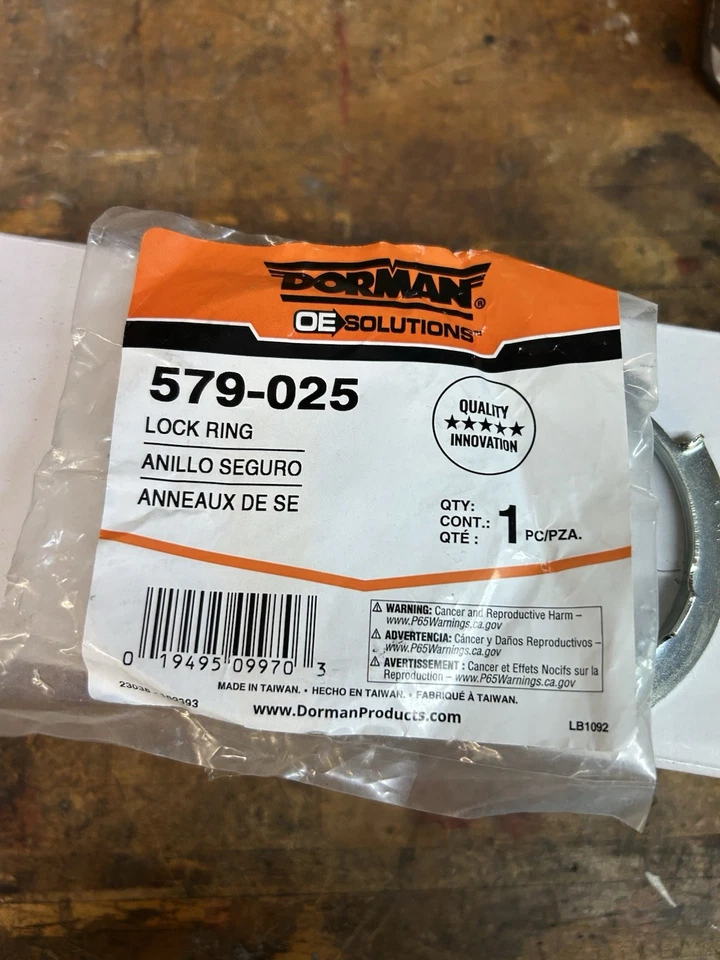 DORMAN®
OE SOLUTIONS™
579-025
LOCK RING
ANILLO SEGURO
ANNEAUX DE SE
QUALITY
★★★★★
INNOVATION
QTY:
CONT.:
QTÉ :
1 PC/PZA.
⚠ WARNING: Cancer and Reproductive Harm –
www.P65Warnings.ca.gov
⚠ ADVERTENCIA: Cáncer y Daños Reproductivos –
www.P65Warnings.ca.gov
⚠ AVERTISSEMENT : Cancer et Effets Nocifs sur la
Reproduction – www.P65Warnings.ca.gov
0 19495 09970 3
MADE IN TAIWAN. • HECHO EN TAIWAN. • FABRIQUÉ À TAIWAN.
www.DormanProducts.com
LB1092